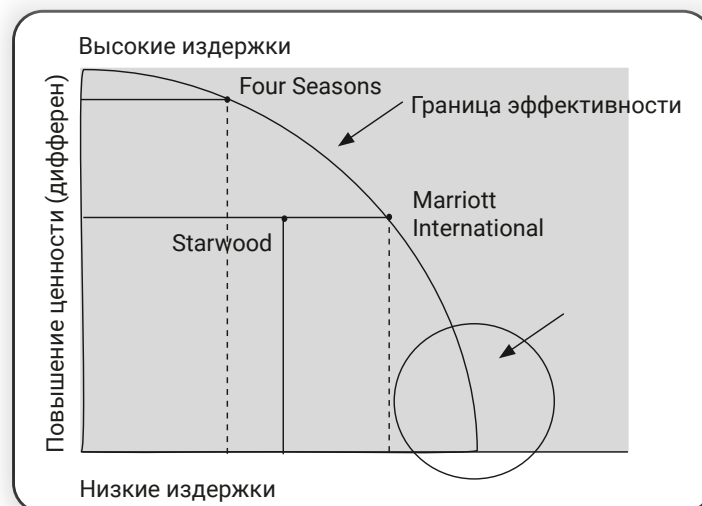 Высокие издержки
Four Seasons
Граница эффективности
Marriott
International
Starwood
Повышение ценности (дифферен)
Низкие издержки